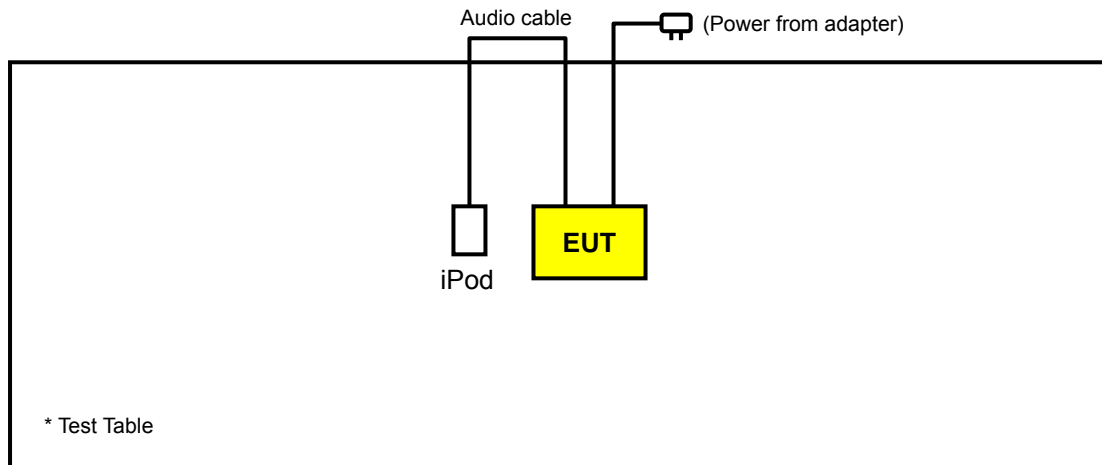 Audio cable
(Power from adapter)
EUT
iPod
* Test Table